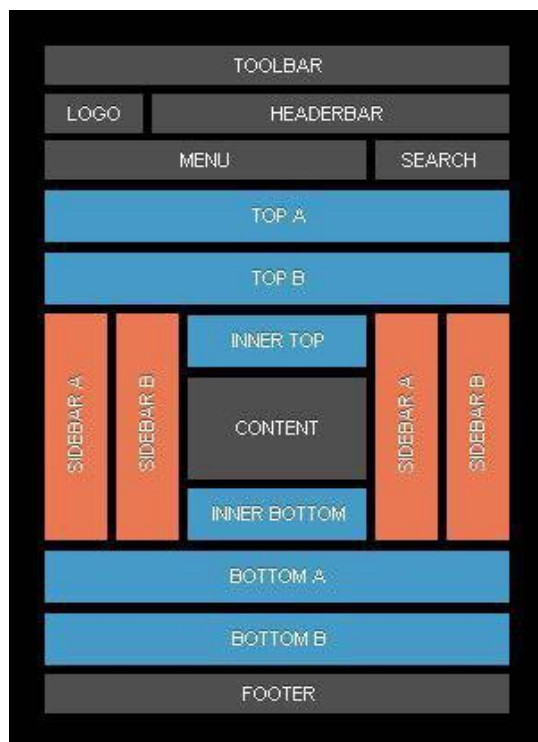 TOOLBAR
LOGO
HEADERBAR
MENU
SEARCH
TOP A
TOP B
SIDEBAR A
SIDEBAR B
INNER TOP
CONTENT
INNER BOTTOM
SIDEBAR A
SIDEBAR B
BOTTOM A
BOTTOM B
FOOTER